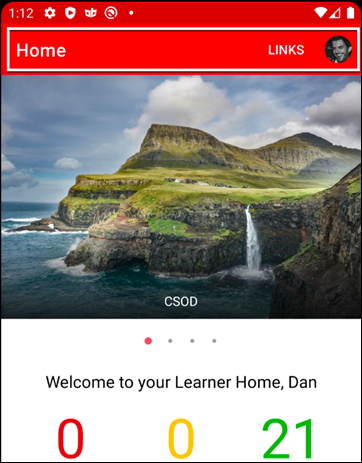 1:12
Home LINKS
CSOD
Welcome to your Learner Home, Dan
0 0 21